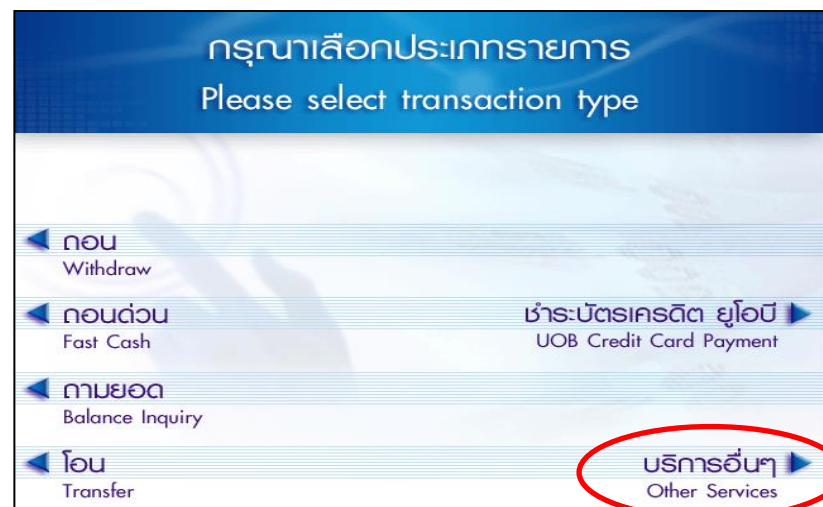 กรุณาเลือกประเภทรายการ
Please select transaction type
ถอน
Withdraw
ถอนด่วน
Fast Cash
ชำระบัตรเครดิต ยูโอบี
UOB Credit Card Payment
ถามยอด
Balance Inquiry
โอน
Transfer
บริการอื่นๆ
Other Services